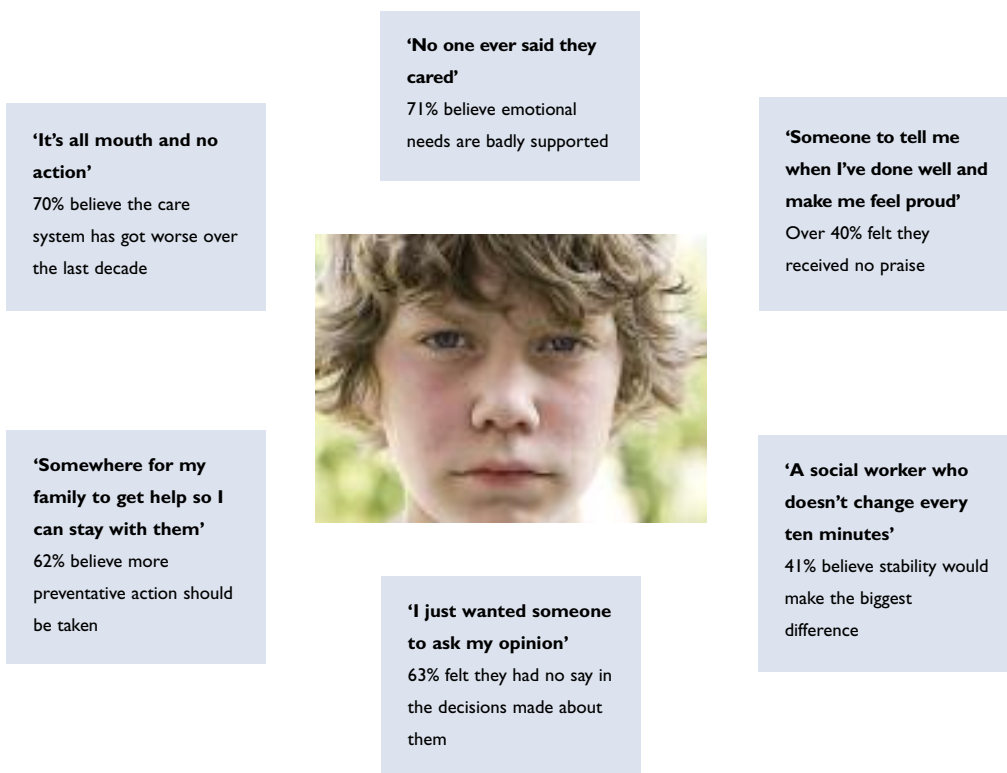 ‘No one ever said they
cared’
71% believe emotional
needs are badly supported
‘It’s all mouth and no
action’
70% believe the care
system has got worse over
the last decade
‘Someone to tell me
when I’ve done well and
make me feel proud’
Over 40% felt they
received no praise
‘Somewhere for my
family to get help so I
can stay with them’
62% believe more
preventative action should
be taken
‘A social worker who
doesn’t change every
ten minutes’
41% believe stability would
make the biggest
difference
‘I just wanted someone
to ask my opinion’
63% felt they had no say in
the decisions made about
them